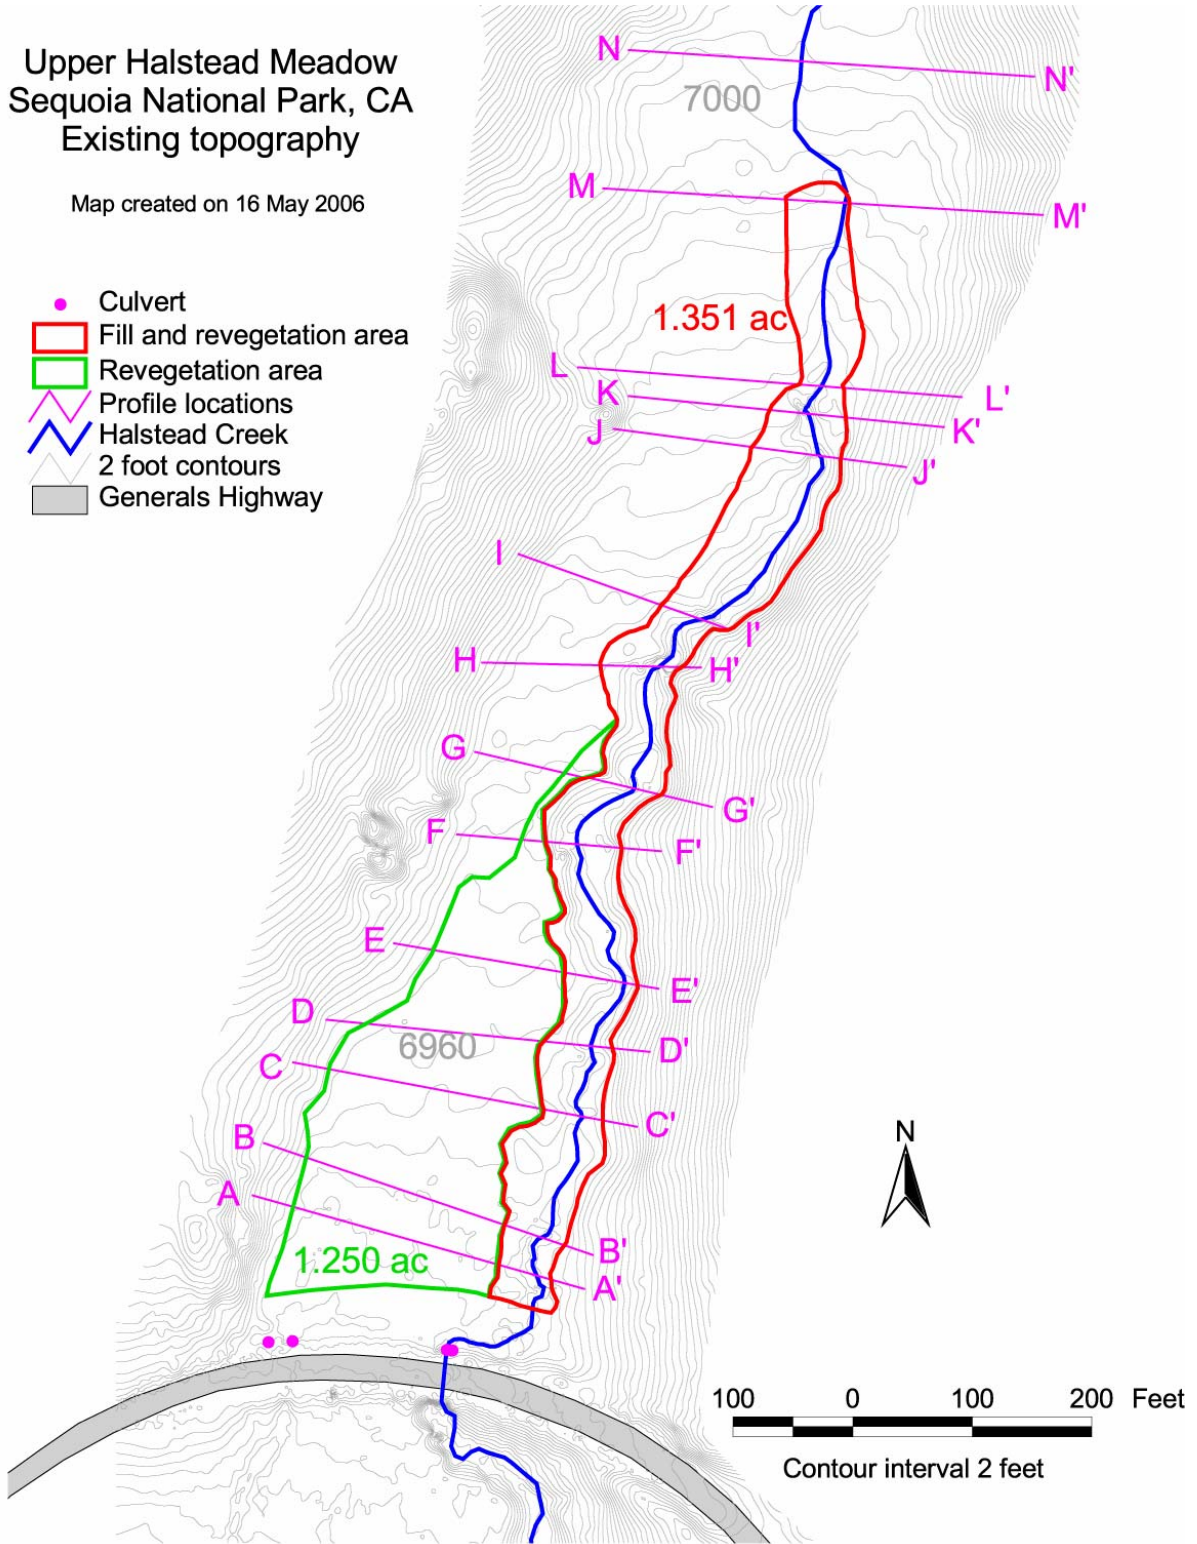 Upper Halstead Meadow
Sequoia National Park, CA
Existing topography
Map created on 16 May 2006
Culvert
Fill and revegetation area
Revegetation area
Profile locations
Halstead Creek
2 foot contours
Generals Highway
N
N'
7000
M
M'
1.351 ac
L
L'
K
K'
J
J'
I
I'
H
H'
G
G'
F
F'
E
E'
D
D'
6960
C
C'
B
B'
A
A'
1.250 ac
N
100 0 100 200 Feet
Contour interval 2 feet